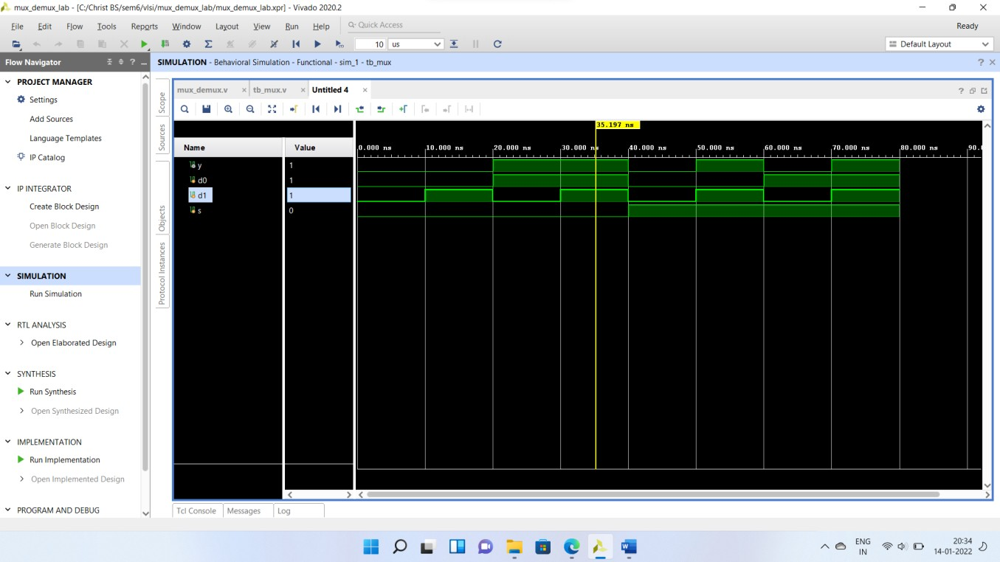 mux_demux_lab - [C:/Christ BS/sem6/vlsi/mux_demux_lab/mux_demux_lab.xpr] - Vivado 2020.2
File Edit Flow Tools Reports Window Layout View Run Help Quick Access Ready
10 us Default Layout
Flow Navigator
SIMULATION - Behavioral Simulation - Functional - sim_1 - tb_mux
PROJECT MANAGER
Settings
Add Sources
Language Templates
IP Catalog
IP INTEGRATOR
Create Block Design
Open Block Design
Generate Block Design
SIMULATION
Run Simulation
RTL ANALYSIS
Open Elaborated Design
SYNTHESIS
Run Synthesis
Open Synthesized Design
IMPLEMENTATION
Run Implementation
Open Implemented Design
PROGRAM AND DEBUG
Scope
Sources
Objects
Protocol Instances
mux_demux.v tb_mux.v Untitled 4
35.197 ns
Name Value
0.000 ns 10.000 ns 20.000 ns 30.000 ns 40.000 ns 50.000 ns 60.000 ns 70.000 ns 80.000 ns 90.
y 1
d0 1
d1 1
s 0
Tcl Console Messages Log
ENG
IN
20:34
14-01-2022